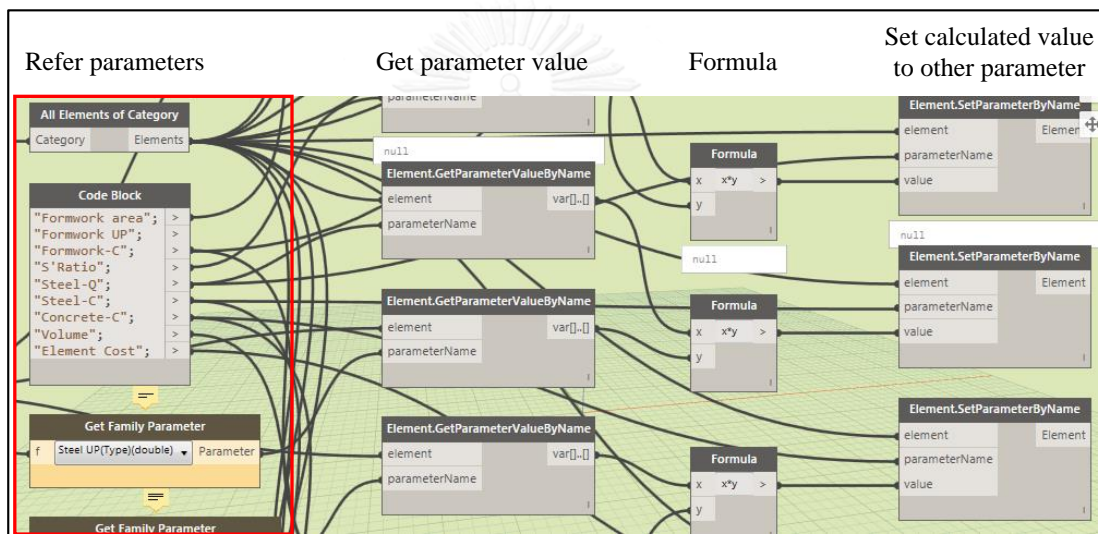 Refer parameters
Get parameter value
Formula
Set calculated value
to other parameter
All Elements of Category
Category Elements
Code Block
"Formwork area"; >
"Formwork UP"; >
"Formwork-C"; >
"S'Ratio"; >
"Steel-Q"; >
"Steel-C"; >
"Concrete-C"; >
"Volume"; >
"Element Cost"; >
Get Family Parameter
f Steel UP(Type)(double) Parameter
Get Family Parameter
parameterName
l
null
Element.GetParameterValueByName
element var[]..[]
parameterName
l
Element.GetParameterValueByName
element var[]..[]
parameterName
l
Element.GetParameterValueByName
element var[]..[]
parameterName
l
Formula
x x*y >
y
l
null
Formula
x x*y >
y
l
Formula
x x*y >
y
l
Element.SetParameterByName
element Element
parameterName
value
l
null
Element.SetParameterByName
element Element
parameterName
value
l
Element.SetParameterByName
element Element
parameterName
value
l